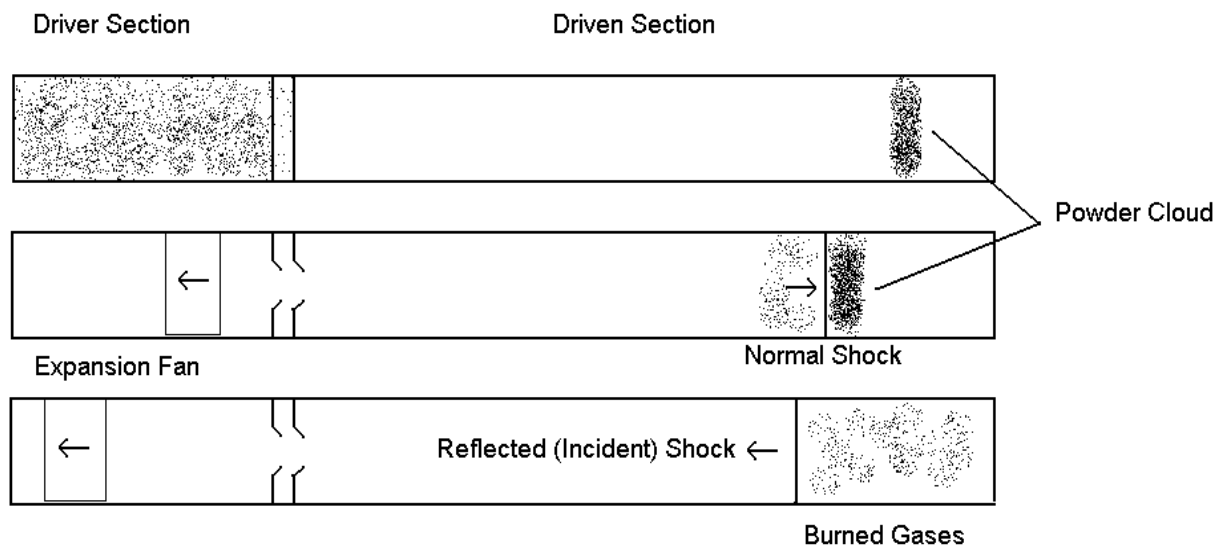 Driver Section
Driven Section
Powder Cloud
Normal Shock
Expansion Fan
Reflected (Incident) Shock
Burned Gases